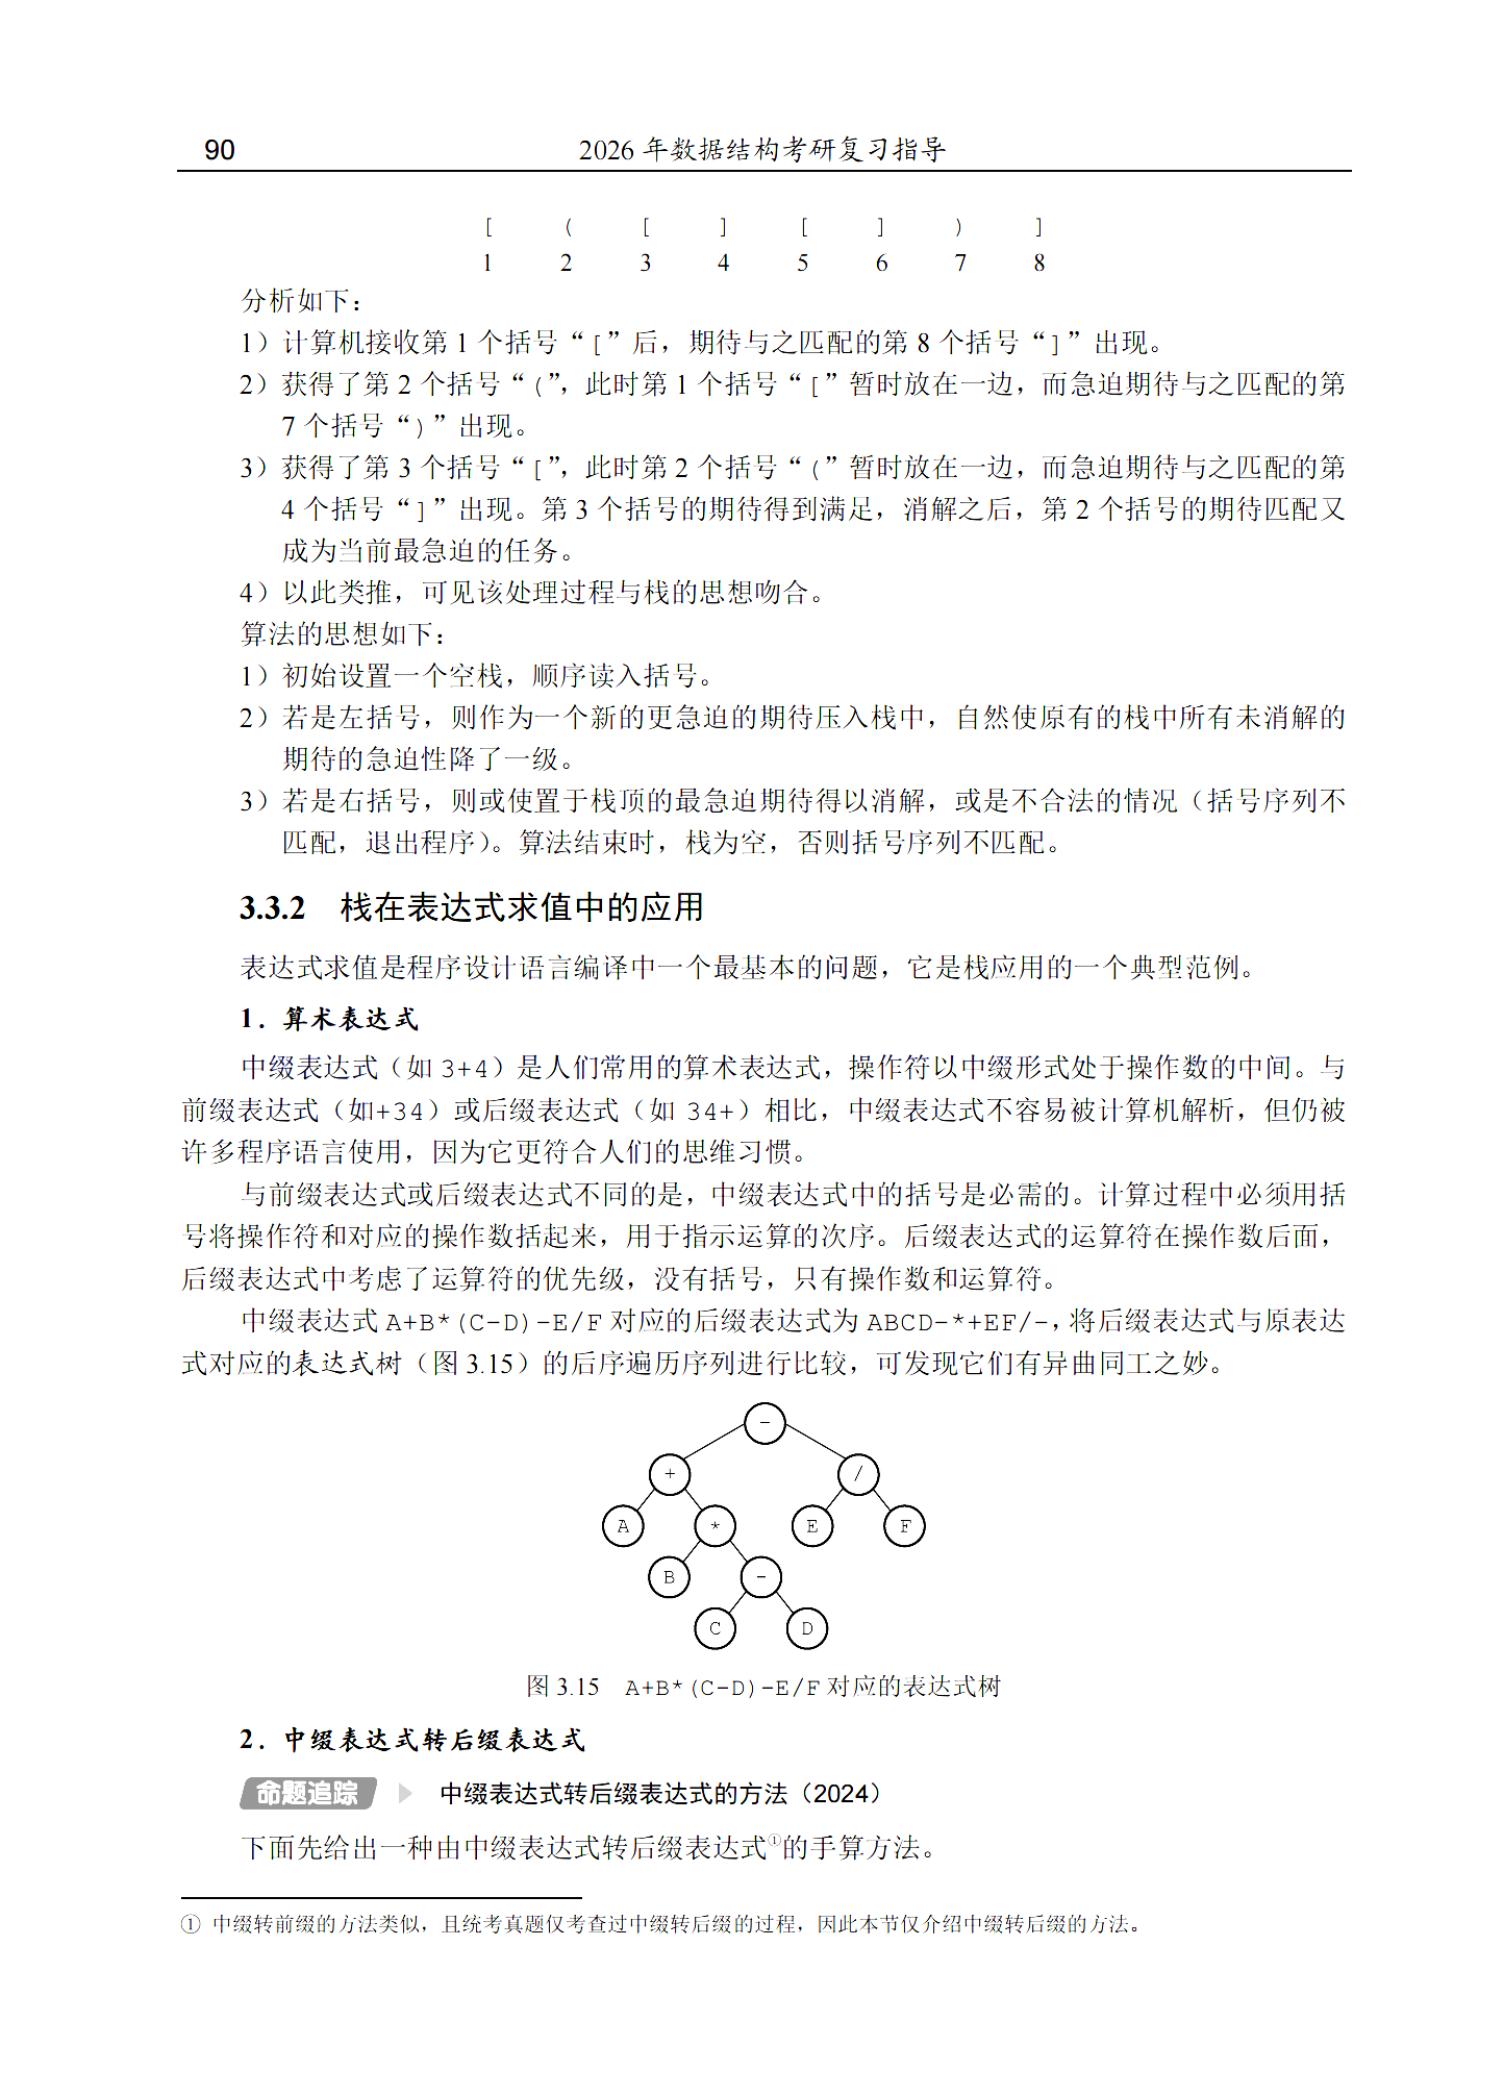 90 2026 年数据结构考研复习指导
[ ( [ ] [ ] ) ]
1 2 3 4 5 6 7 8
分析如下：
1）计算机接收第 1 个括号“[”后，期待与之匹配的第 8 个括号“]”出现。
2）获得了第 2 个括号“(”，此时第 1 个括号“[”暂时放在一边，而急迫期待与之匹配的第
7 个括号“)”出现。
3）获得了第 3 个括号“[”，此时第 2 个括号“(”暂时放在一边，而急迫期待与之匹配的第
4 个括号“]”出现。第 3 个括号的期待得到满足，消解之后，第 2 个括号的期待匹配又
成为当前最急迫的任务。
4）以此类推，可见该处理过程与栈的思想吻合。
算法的思想如下：
1）初始设置一个空栈，顺序读入括号。
2）若是左括号，则作为一个新的更急迫的期待压入栈中，自然使原有的栈中所有未消解的
期待的急迫性降了一级。
3）若是右括号，则或使置于栈顶的最急迫期待得以消解，或是不合法的情况（括号序列不
匹配，退出程序）。算法结束时，栈为空，否则括号序列不匹配。
3.3.2 栈在表达式求值中的应用
表达式求值是程序设计语言编译中一个最基本的问题，它是栈应用的一个典型范例。
1．算术表达式
中缀表达式（如 3+4）是人们常用的算术表达式，操作符以中缀形式处于操作数的中间。与
前缀表达式（如+34）或后缀表达式（如 34+）相比，中缀表达式不容易被计算机解析，但仍被
许多程序语言使用，因为它更符合人们的思维习惯。
与前缀表达式或后缀表达式不同的是，中缀表达式中的括号是必需的。计算过程中必须用括
号将操作符和对应的操作数括起来，用于指示运算的次序。后缀表达式的运算符在操作数后面，
后缀表达式中考虑了运算符的优先级，没有括号，只有操作数和运算符。
中缀表达式 A+B*(C-D)-E/F 对应的后缀表达式为 ABCD-*+EF/-，将后缀表达式与原表达
式对应的表达式树（图 3.15）的后序遍历序列进行比较，可发现它们有异曲同工之妙。
-
+ /
A * E F
B -
C D
图 3.15 A+B*(C-D)-E/F 对应的表达式树
2．中缀表达式转后缀表达式
命题追踪 中缀表达式转后缀表达式的方法（2024）
下面先给出一种由中缀表达式转后缀表达式①的手算方法。
① 中缀转前缀的方法类似，且统考真题仅考查过中缀转后缀的过程，因此本节仅介绍中缀转后缀的方法。